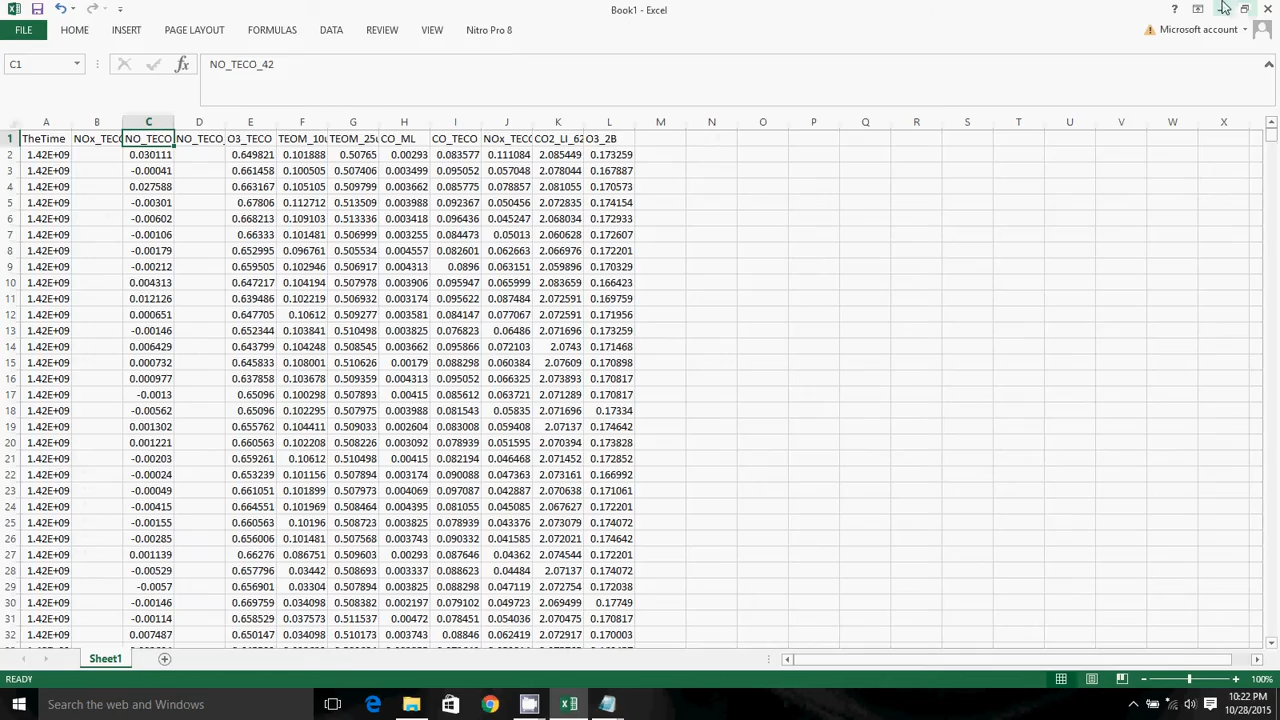 Book1 - Excel
FILE HOME INSERT PAGE LAYOUT FORMULAS DATA REVIEW VIEW Nitro Pro 8 Microsoft account
C1 fx NO_TECO_42
A B C D E F G H I J K L M N O P Q R S T U V W X
1 TheTime NOx_TECO NO_TECO NO_TECO_ O3_TECO TEOM_10u TEOM_25u CO_ML CO_TECO NOx_TECO CO2_LI_62 O3_2B
2 1.42E+09 0.030111 0.649821 0.101888 0.50765 0.00293 0.083577 0.111084 2.085449 0.173259
3 1.42E+09 -0.00041 0.661458 0.100505 0.507406 0.003499 0.095052 0.057048 2.078044 0.167887
4 1.42E+09 0.027588 0.663167 0.105105 0.509799 0.003662 0.085775 0.078857 2.081055 0.170573
5 1.42E+09 -0.00301 0.67806 0.112712 0.513509 0.003428 0.092367 0.050456 2.072835 0.174154
6 1.42E+09 -0.00602 0.668213 0.109103 0.513336 0.003418 0.096436 0.045247 2.068034 0.172933
7 1.42E+09 -0.00106 0.66333 0.101481 0.506999 0.003255 0.084473 0.05013 2.060628 0.172607
8 1.42E+09 -0.00179 0.652995 0.096761 0.505534 0.004557 0.082601 0.062663 2.066976 0.172201
9 1.42E+09 -0.00212 0.659505 0.102946 0.506917 0.004313 0.0896 0.063151 2.059896 0.170329
10 1.42E+09 0.004313 0.647217 0.104194 0.507978 0.003906 0.095947 0.065999 2.083659 0.166423
11 1.42E+09 0.012126 0.639486 0.102219 0.506932 0.003174 0.095622 0.087484 2.072591 0.169759
12 1.42E+09 0.000651 0.647705 0.10612 0.509277 0.003581 0.084147 0.077067 2.072591 0.171956
13 1.42E+09 -0.00146 0.652344 0.103841 0.510498 0.003825 0.076823 0.06486 2.071696 0.173259
14 1.42E+09 0.006429 0.643799 0.104248 0.508545 0.003662 0.095866 0.072103 2.0743 0.171468
15 1.42E+09 0.000732 0.645833 0.108001 0.510626 0.00179 0.088298 0.060384 2.07609 0.170898
16 1.42E+09 0.000977 0.637858 0.103678 0.509359 0.004313 0.095052 0.066325 2.073893 0.170817
17 1.42E+09 -0.0013 0.65096 0.100298 0.507893 0.00415 0.085612 0.063721 2.071289 0.170817
18 1.42E+09 -0.00562 0.65096 0.102295 0.507975 0.003988 0.081543 0.05835 2.071696 0.17334
19 1.42E+09 0.001302 0.655762 0.104411 0.509033 0.002604 0.083008 0.059408 2.07137 0.174642
20 1.42E+09 0.001221 0.660563 0.102208 0.508226 0.003092 0.078939 0.051595 2.070394 0.173828
21 1.42E+09 -0.00203 0.659261 0.10612 0.510498 0.00415 0.082194 0.046468 2.071452 0.172852
22 1.42E+09 -0.00024 0.653239 0.101156 0.507894 0.003174 0.090088 0.047363 2.073161 0.166992
23 1.42E+09 -0.00049 0.661051 0.101899 0.507973 0.004069 0.097087 0.042887 2.070638 0.171061
24 1.42E+09 -0.00415 0.664551 0.101969 0.508464 0.004395 0.081055 0.045085 2.067627 0.172201
25 1.42E+09 -0.00155 0.660563 0.10196 0.508723 0.003825 0.078939 0.043376 2.073079 0.174072
26 1.42E+09 -0.00285 0.656006 0.101481 0.507568 0.003743 0.090332 0.041585 2.072021 0.174642
27 1.42E+09 0.001139 0.66276 0.086751 0.509603 0.00293 0.087646 0.04362 2.074544 0.172201
28 1.42E+09 -0.00529 0.657796 0.03442 0.508693 0.003337 0.088623 0.04484 2.07137 0.174072
29 1.42E+09 -0.0057 0.656901 0.03304 0.507894 0.003825 0.088298 0.047119 2.072754 0.172038
30 1.42E+09 -0.00146 0.669759 0.034098 0.508382 0.002197 0.079102 0.049723 2.069499 0.17749
31 1.42E+09 -0.00114 0.658529 0.037573 0.511537 0.00472 0.078451 0.054036 2.070475 0.170817
32 1.42E+09 0.007487 0.650147 0.034098 0.510173 0.003743 0.08846 0.062419 2.072917 0.170003
Sheet1
READY 100%
Search the web and Windows 10:22 PM
10/28/2015